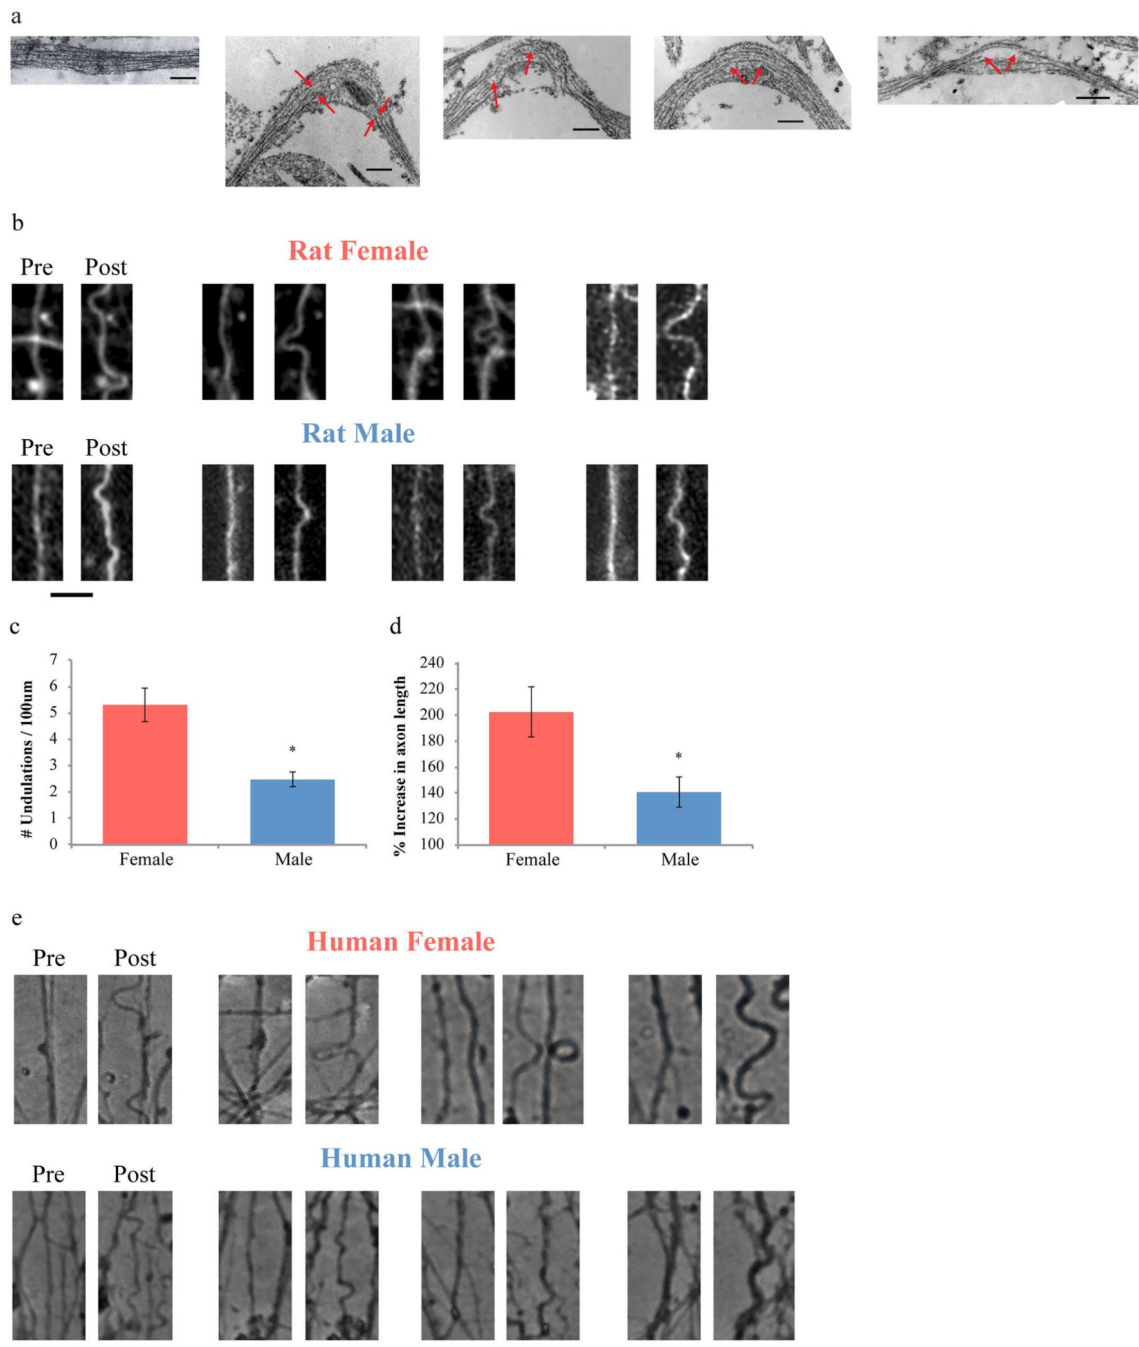 a
b
Rat Female
Pre Post
Rat Male
Pre Post
c d
# Undulations / 100um
7
6
5
4
3
2
1
0
*
Female Male
% Increase in axon length
240
220
200
180
160
140
120
100
*
Female Male
e
Human Female
Pre Post
Human Male
Pre Post